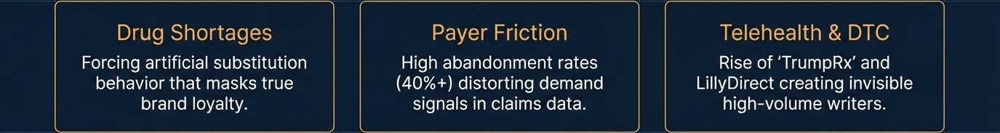 Drug Shortages
Forcing artificial substitution
behavior that masks true
brand loyalty.
Payer Friction
High abandonment rates
(40%+) distorting demand
signals in claims data.
Telehealth & DTC
Rise of ‘TrumpRx’ and
LillyDirect creating invisible
high-volume writers.